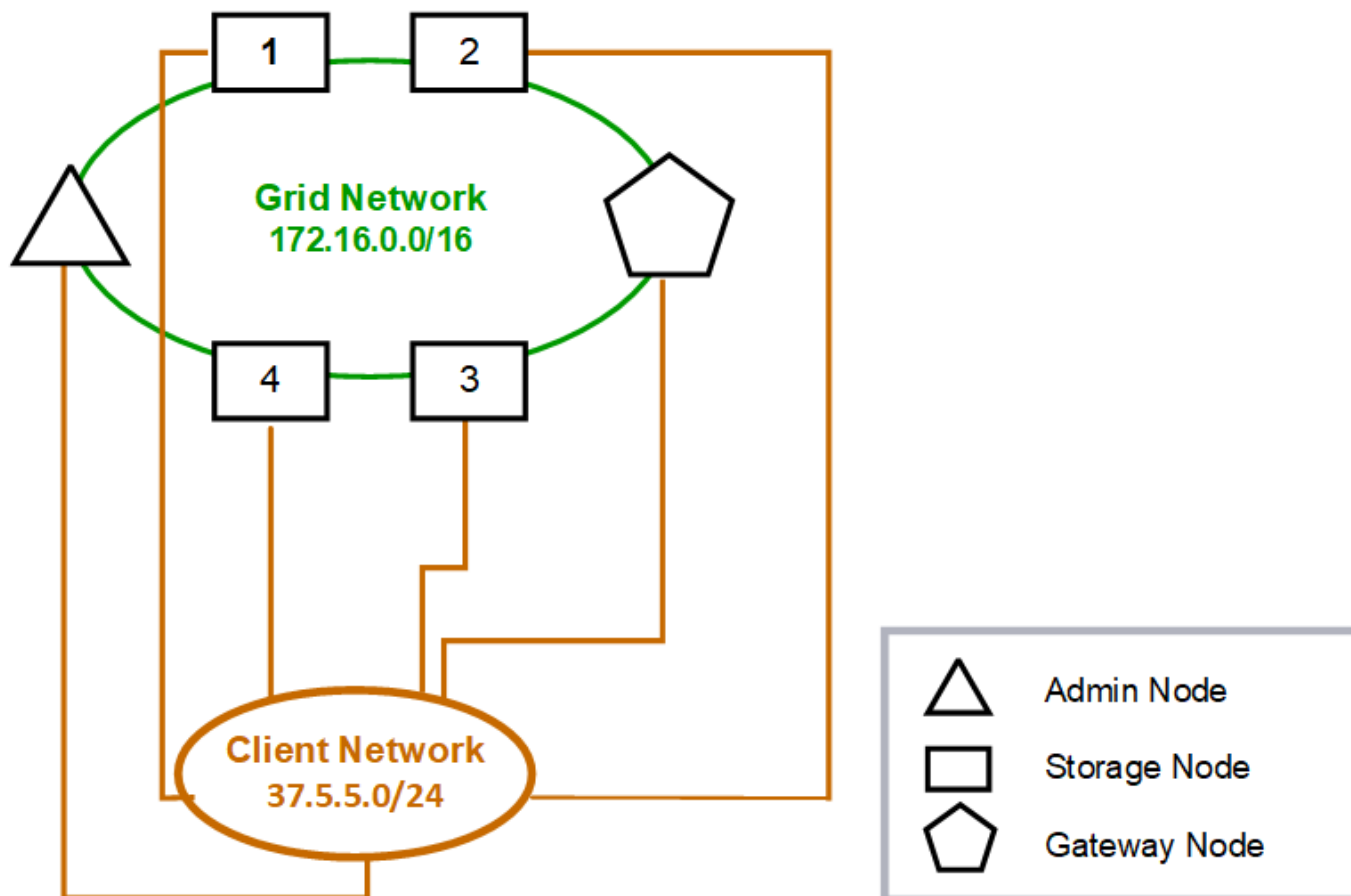 1
2
Grid Network
172.16.0.0/16
4
3
Client Network
37.5.5.0/24
Admin Node
Storage Node
Gateway Node